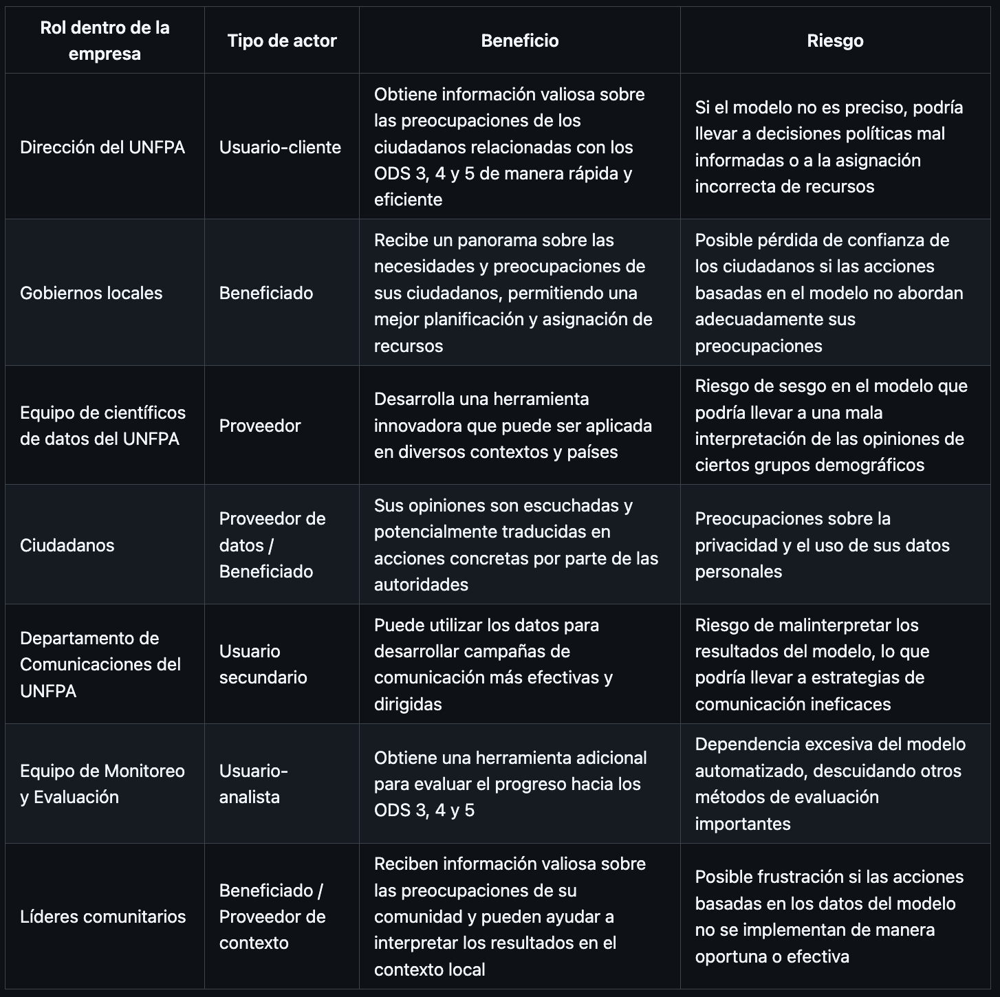 Rol dentro de la
empresa
Tipo de actor
Beneficio
Riesgo
Dirección del UNFPA
Usuario-cliente
Obtiene información valiosa sobre
las preocupaciones de los
ciudadanos relacionadas con los
ODS 3, 4 y 5 de manera rápida y
eficiente
Si el modelo no es preciso, podría
llevar a decisiones políticas mal
informadas o a la asignación
incorrecta de recursos
Gobiernos locales
Beneficiado
Recibe un panorama sobre las
necesidades y preocupaciones de
sus ciudadanos, permitiendo una
mejor planificación y asignación de
recursos
Posible pérdida de confianza de
los ciudadanos si las acciones
basadas en el modelo no abordan
adecuadamente sus
preocupaciones
Equipo de científicos
de datos del UNFPA
Proveedor
Desarrolla una herramienta
innovadora que puede ser aplicada
en diversos contextos y países
Riesgo de sesgo en el modelo que
podría llevar a una mala
interpretación de las opiniones de
ciertos grupos demográficos
Ciudadanos
Proveedor de
datos /
Beneficiado
Sus opiniones son escuchadas y
potencialmente traducidas en
acciones concretas por parte de las
autoridades
Preocupaciones sobre la
privacidad y el uso de sus datos
personales
Departamento de
Comunicaciones del
UNFPA
Usuario
secundario
Puede utilizar los datos para
desarrollar campañas de
comunicación más efectivas y
dirigidas
Riesgo de malinterpretar los
resultados del modelo, lo que
podría llevar a estrategias de
comunicación ineficaces
Equipo de Monitoreo
y Evaluación
Usuario-
analista
Obtiene una herramienta adicional
para evaluar el progreso hacia los
ODS 3, 4 y 5
Dependencia excesiva del modelo
automatizado, descuidando otros
métodos de evaluación
importantes
Líderes comunitarios
Beneficiado /
Proveedor de
contexto
Reciben información valiosa sobre
las preocupaciones de su
comunidad y pueden ayudar a
interpretar los resultados en el
contexto local
Posible frustración si las acciones
basadas en los datos del modelo
no se implementan de manera
oportuna o efectiva